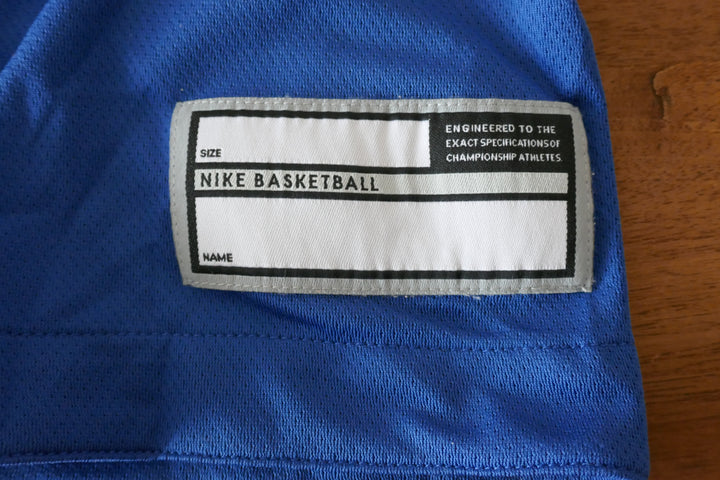 ENGINEERED TO THE
EXACT SPECIFICATIONS OF
CHAMPIONSHIP ATHLETES.
SIZE
NIKE BASKETBALL
NAME